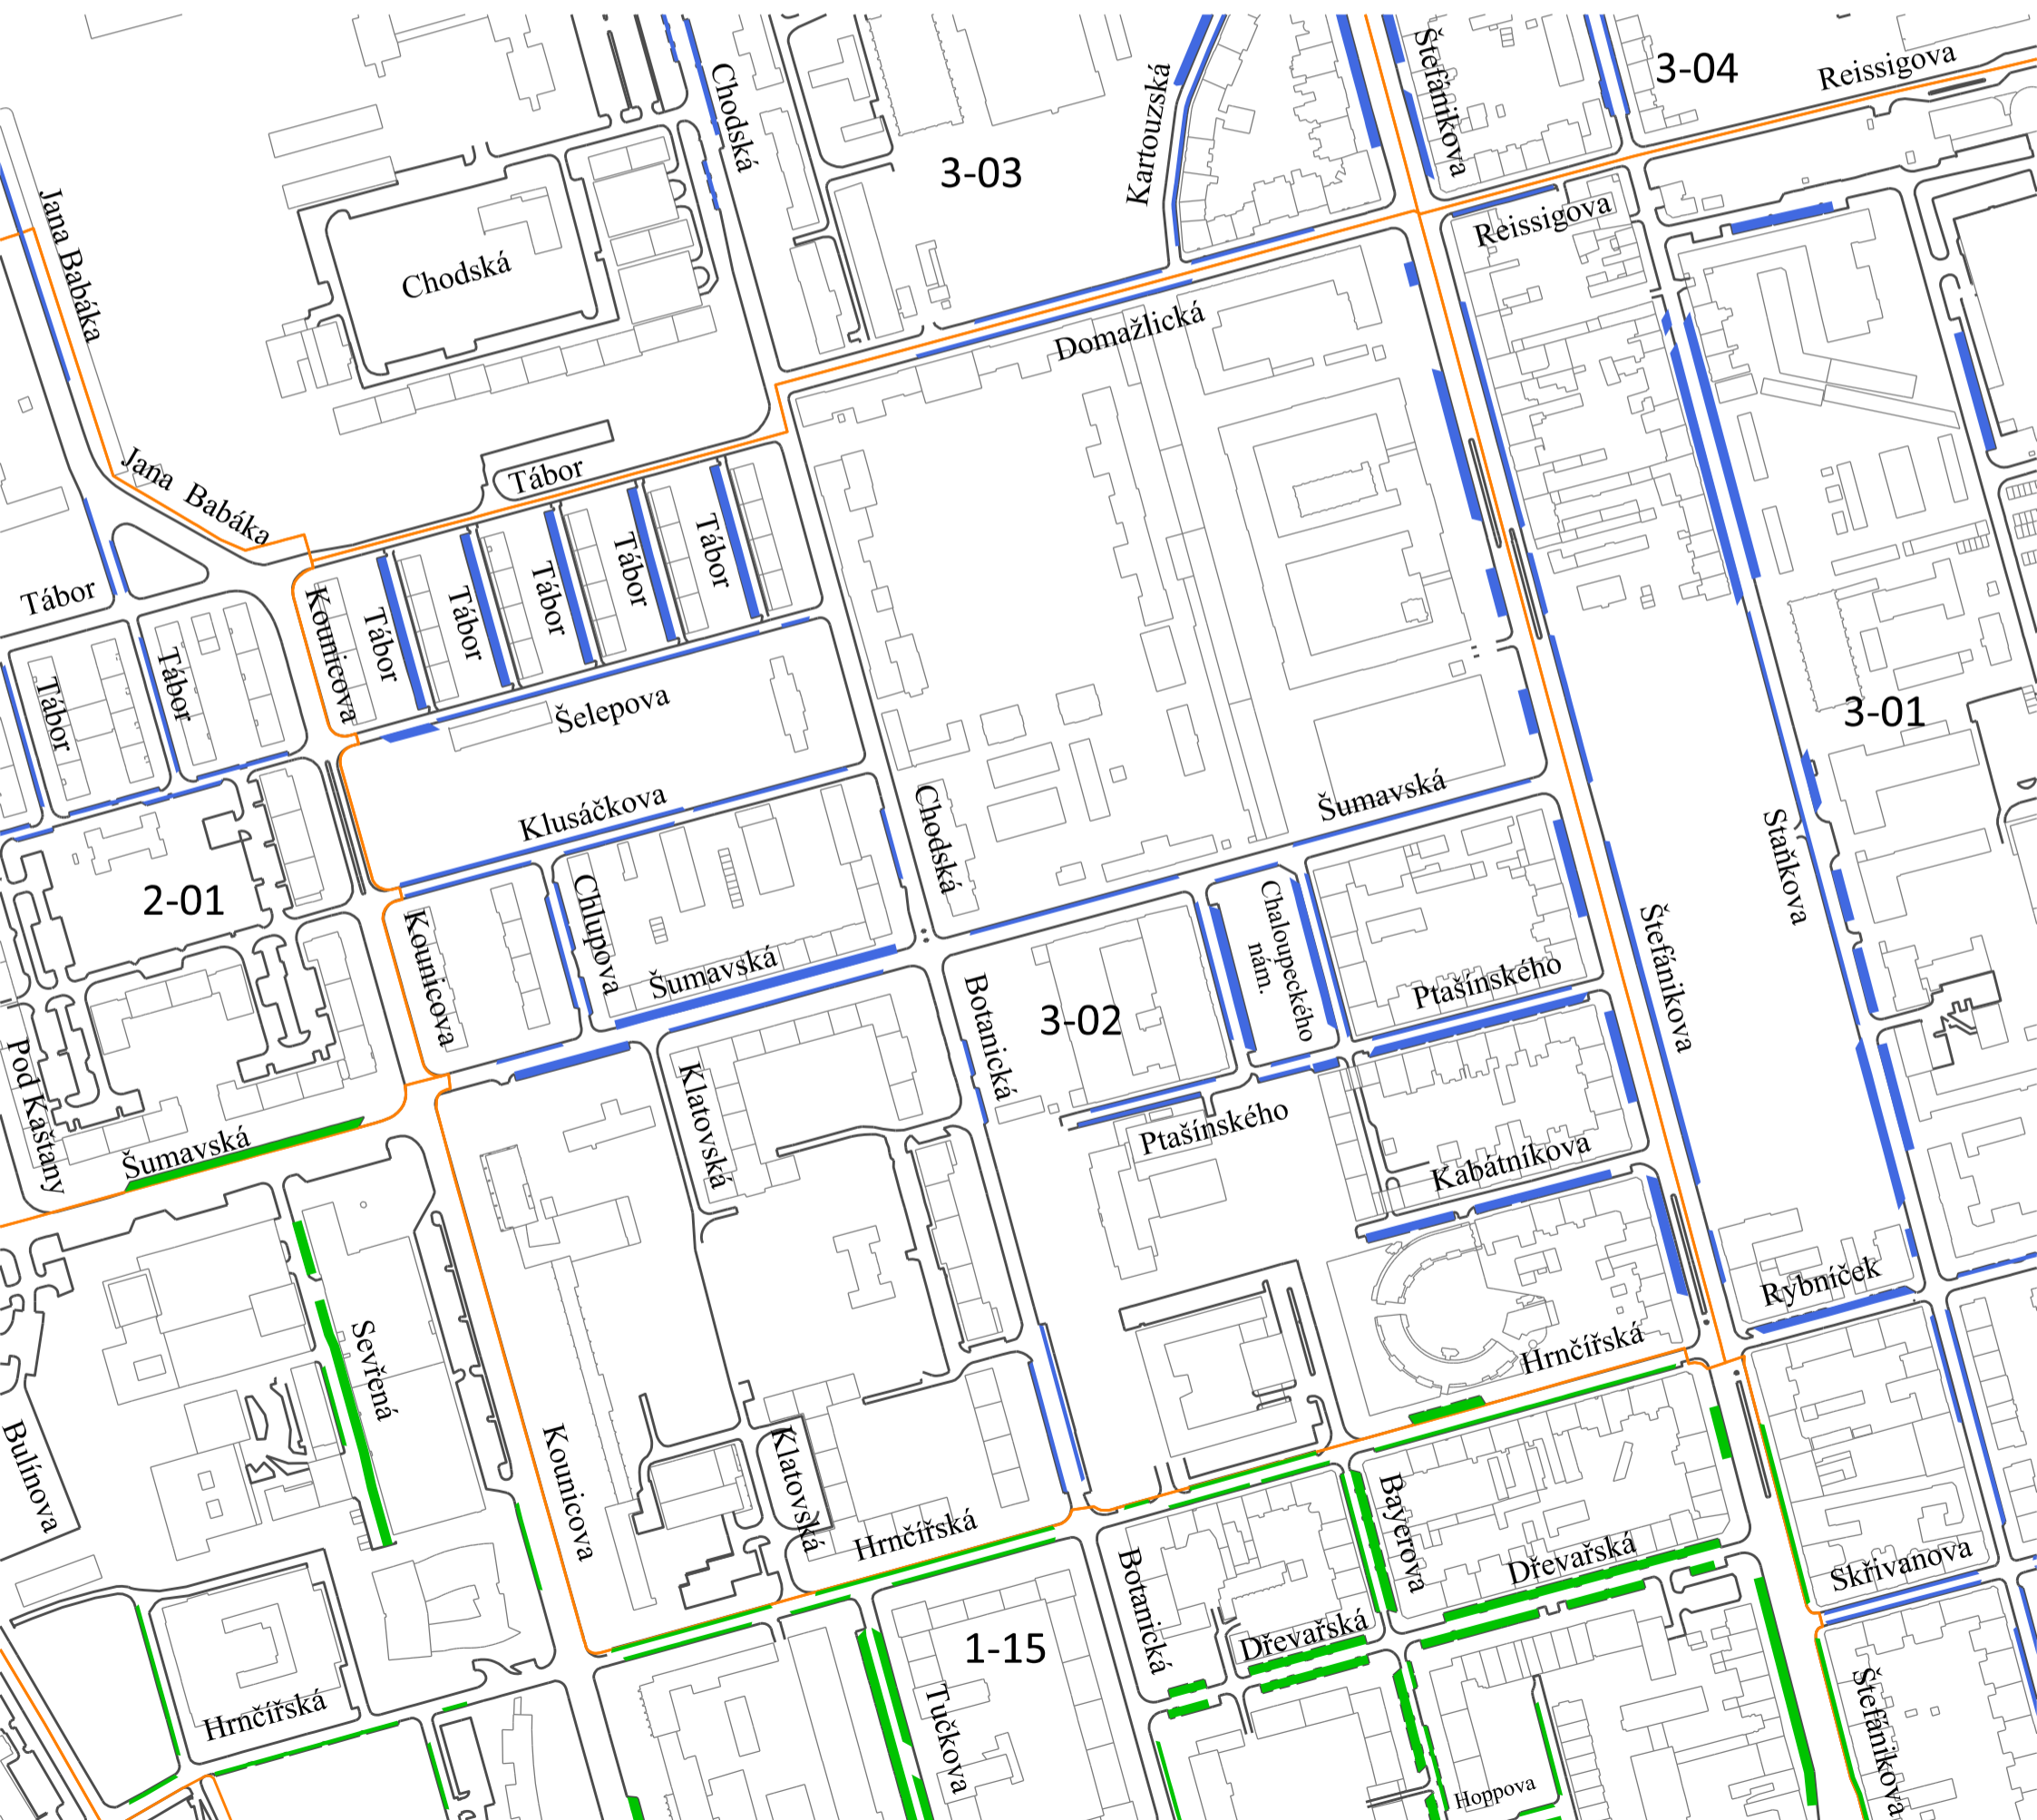 Štefánikova
3-04
Reissigova
Chodská
Kartouzská
3-03
Jana Babáka
Reissigova
Chodská
Domažlická
Jana Babáka
Tábor
Tábor
Tábor
Tábor
Tábor
Tábor
Tábor
Kounicova
Tábor
Tábor
Šelepova
3-01
Klusáčkova
Šumavská
Chodská
Staňkova
2-01
Chlupova
Chaloupeckého
nám.
Kounicova
Štefánikova
Šumavská
Ptašínského
Botanická
3-02
Pod Kaštany
Klatovská
Ptašínského
Šumavská
Kabátníkova
Rybníček
Sevřená
Hrnčířská
Bulínova
Kounicova
Klatovská
Hrnčířská
Bayerova
Dřevařská
Skřivanova
Botanická
Dřevařská
1-15
Hrnčířská
Tučkova
Štefánikova
Hoppova